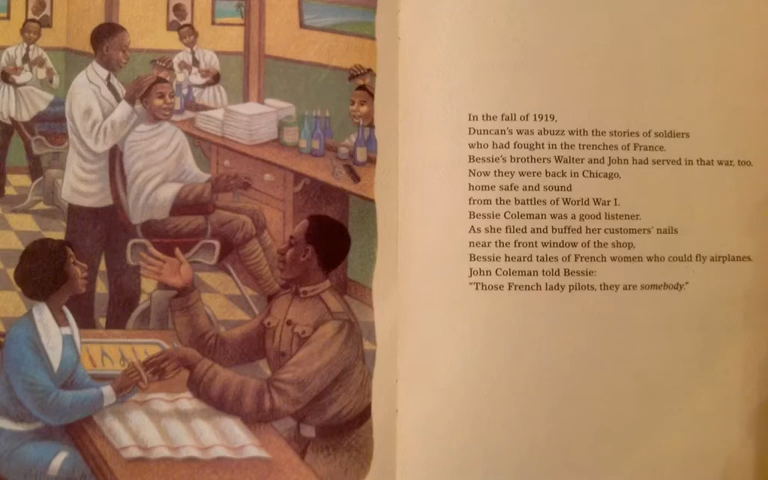 In the fall of 1919,
Duncan's was abuzz with the stories of soldiers
who had fought in the trenches of France.
Bessie's brothers Walter and John had served in that war, too.
Now they were back in Chicago,
home safe and sound
from the battles of World War I.
Bessie Coleman was a good listener.
As she filed and buffed her customers' nails
near the front window of the shop,
Bessie heard tales of French women who could fly airplanes.
John Coleman told Bessie:
"Those French lady pilots, they are somebody."